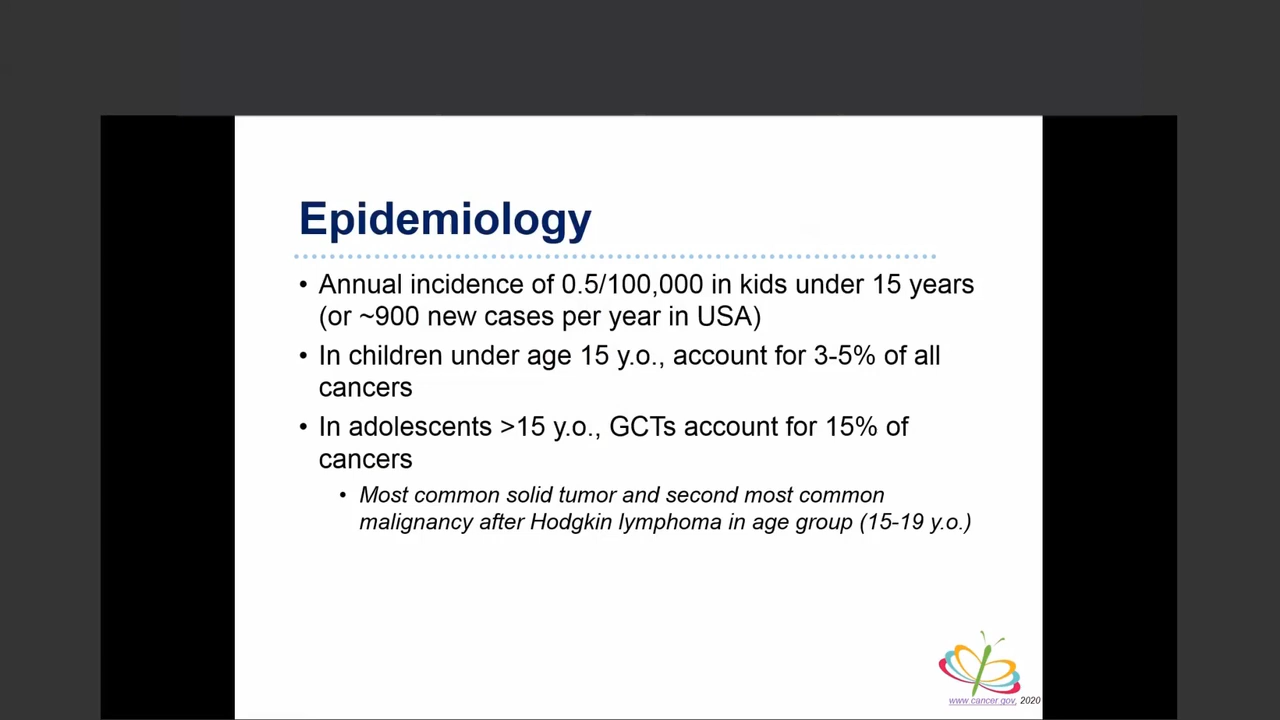 Epidemiology
• Annual incidence of 0.5/100,000 in kids under 15 years
(or ~900 new cases per year in USA)
• In children under age 15 y.o., account for 3-5% of all
cancers
• In adolescents >15 y.o., GCTs account for 15% of
cancers
• Most common solid tumor and second most common
malignancy after Hodgkin lymphoma in age group (15-19 y.o.)
www.cancer.gov, 2020